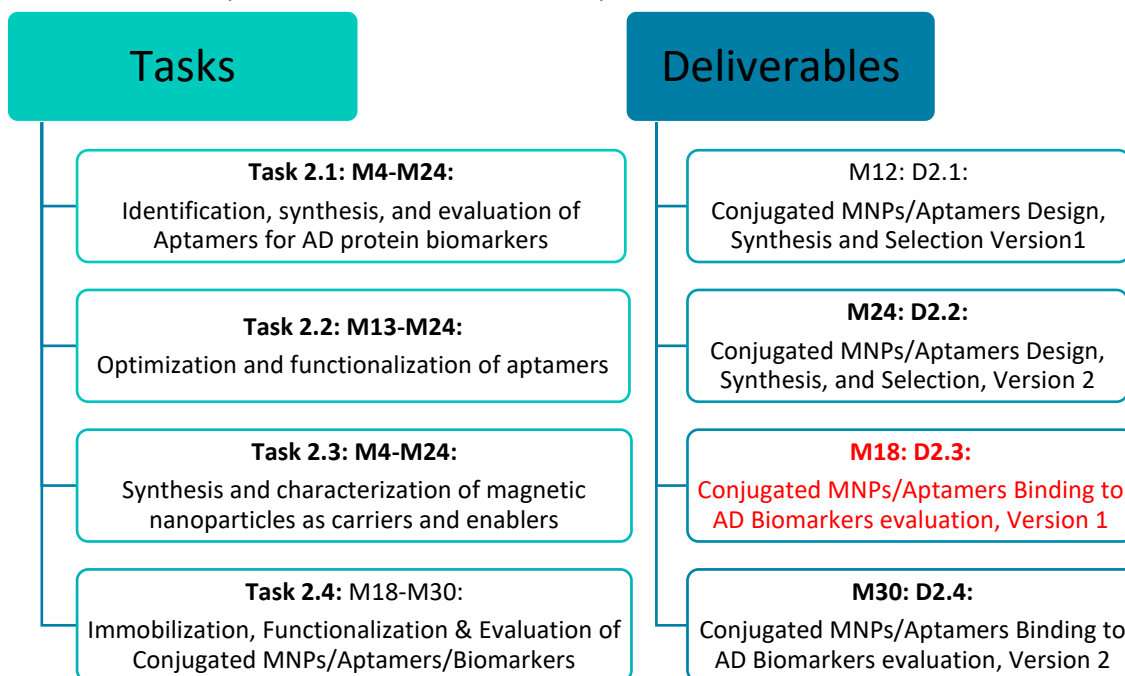 Tasks
Task 2.1: M4-M24:
Identification, synthesis, and evaluation of
Aptamers for AD protein biomarkers
Task 2.2: M13-M24:
Optimization and functionalization of aptamers
Task 2.3: M4-M24:
Synthesis and characterization of magnetic
nanoparticles as carriers and enablers
Task 2.4: M18-M30:
Immobilization, Functionalization & Evaluation of
Conjugated MNPs/Aptamers/Biomarkers
Deliverables
M12: D2.1:
Conjugated MNPs/Aptamers Design,
Synthesis and Selection Version1
M24: D2.2:
Conjugated MNPs/Aptamers Design,
Synthesis, and Selection, Version 2
M18: D2.3:
Conjugated MNPs/Aptamers Binding to
AD Biomarkers evaluation, Version 1
M30: D2.4:
Conjugated MNPs/Aptamers Binding to
AD Biomarkers evaluation, Version 2